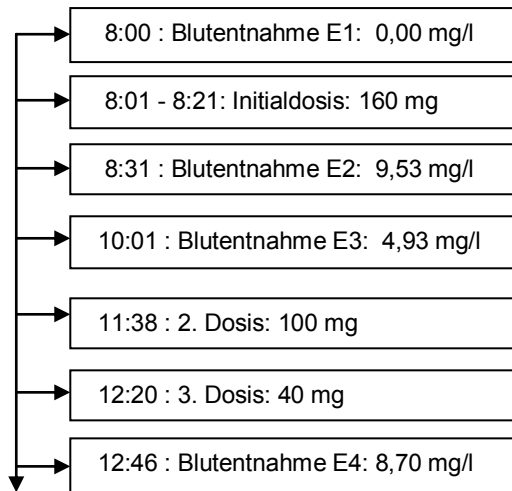 8:00 : Blutentnahme E1:  0,00 mg/l
8:01 - 8:21: Initialdosis: 160 mg
8:31 : Blutentnahme E2:  9,53 mg/l
10:01 : Blutentnahme E3:  4,93 mg/l
11:38 : 2. Dosis: 100 mg
12:20 : 3. Dosis: 40 mg
12:46 : Blutentnahme E4: 8,70 mg/l